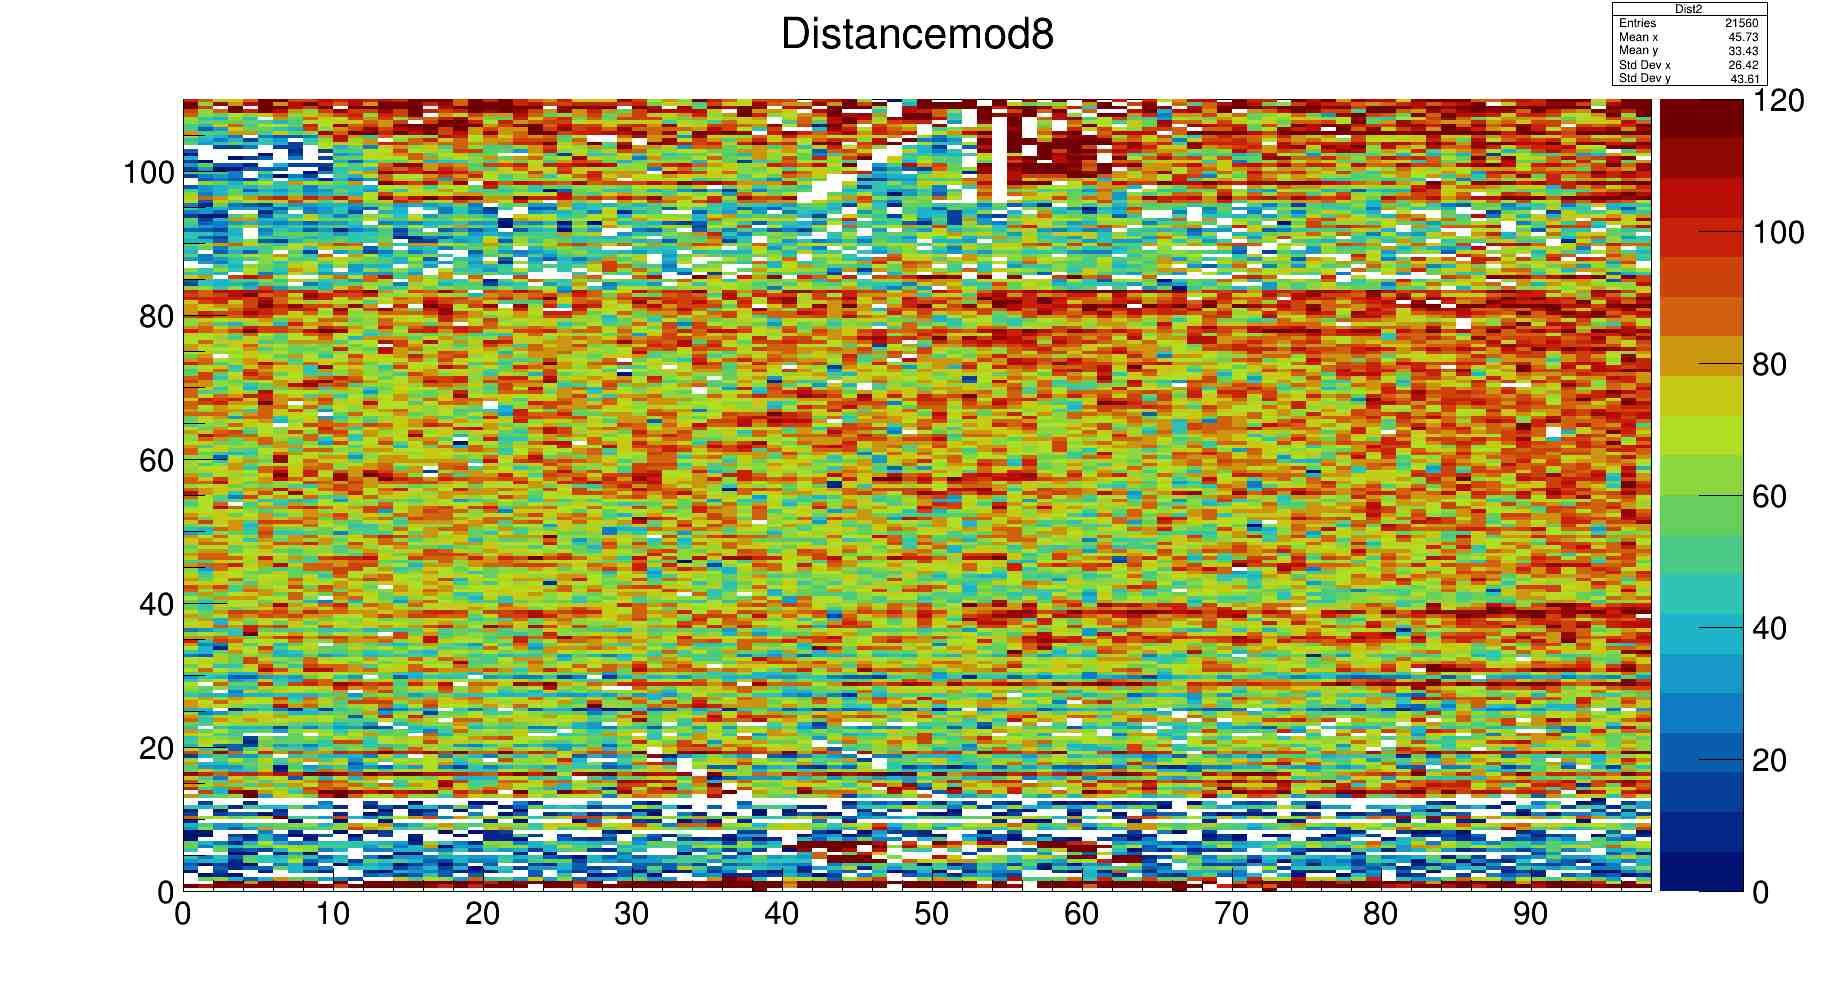 Distancemod8
Dist2
Entries 21560
Mean x 45.73
Mean y 33.43
Std Dev x 26.42
Std Dev y 43.61
100
80
60
40
20
0
0 10 20 30 40 50 60 70 80 90
120
100
80
60
40
20
0